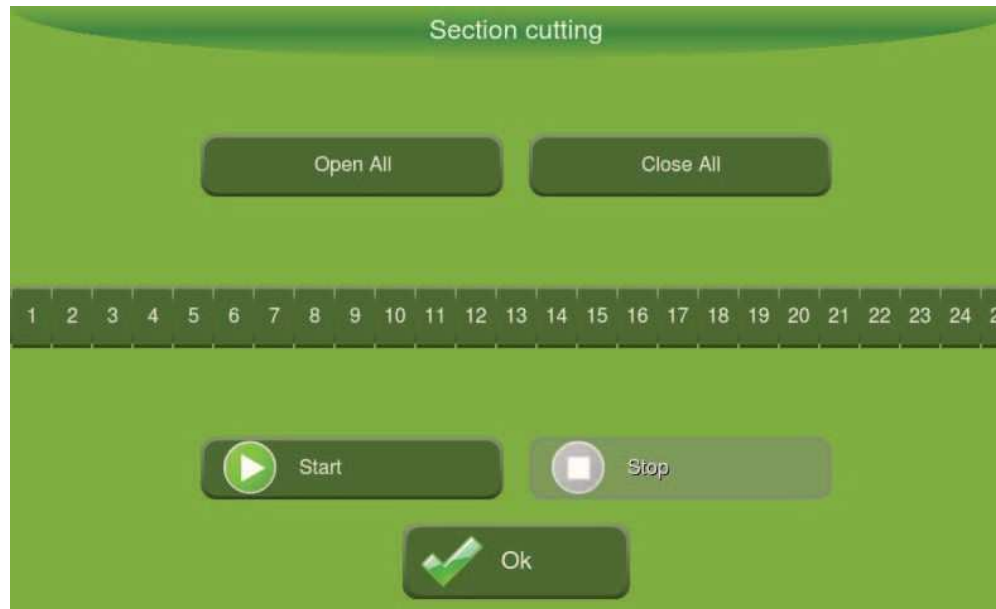 Section cutting
Open All Close All
1 2 3 4 5 6 7 8 9 10 11 12 13 14 15 16 17 18 19 20 21 22 23 24
Start Stop
Ok